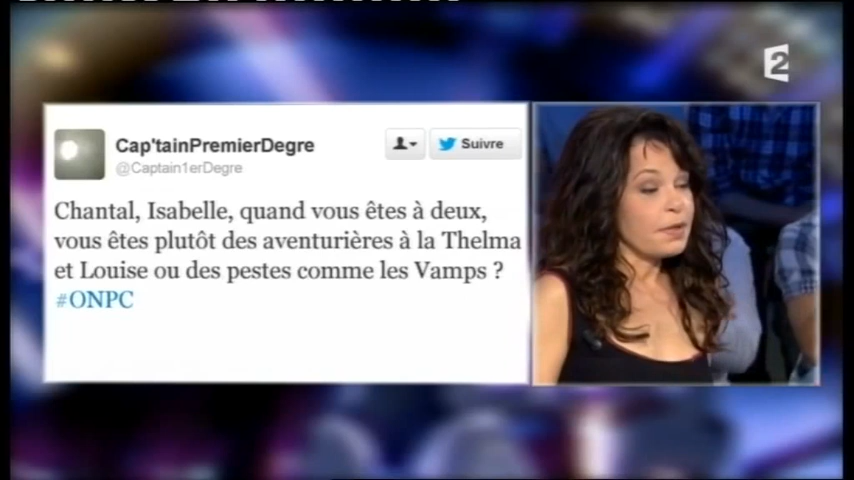 2
Cap'tainPremierDegre
Suivre
@Captain1erDegre
Chantal, Isabelle, quand vous êtes à deux,
vous êtes plutôt des aventurières à la Thelma
et Louise ou des pestes comme les Vamps ?
#ONPC